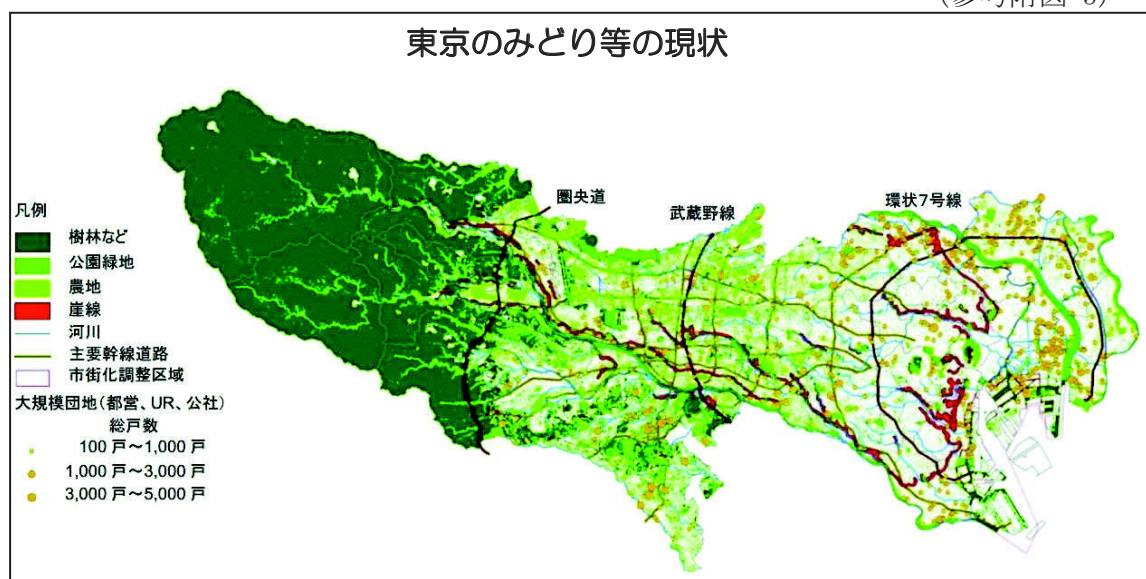 東京のみどり等の現状
圏央道
武蔵野線
環状7号線
凡例
樹林など
公園緑地
農地
崖線
河川
主要幹線道路
市街化調整区域
大規模団地(都営、UR、公社)
総戸数
100 戸~1,000 戸
1,000 戸~3,000 戸
3,000 戸~5,000 戸